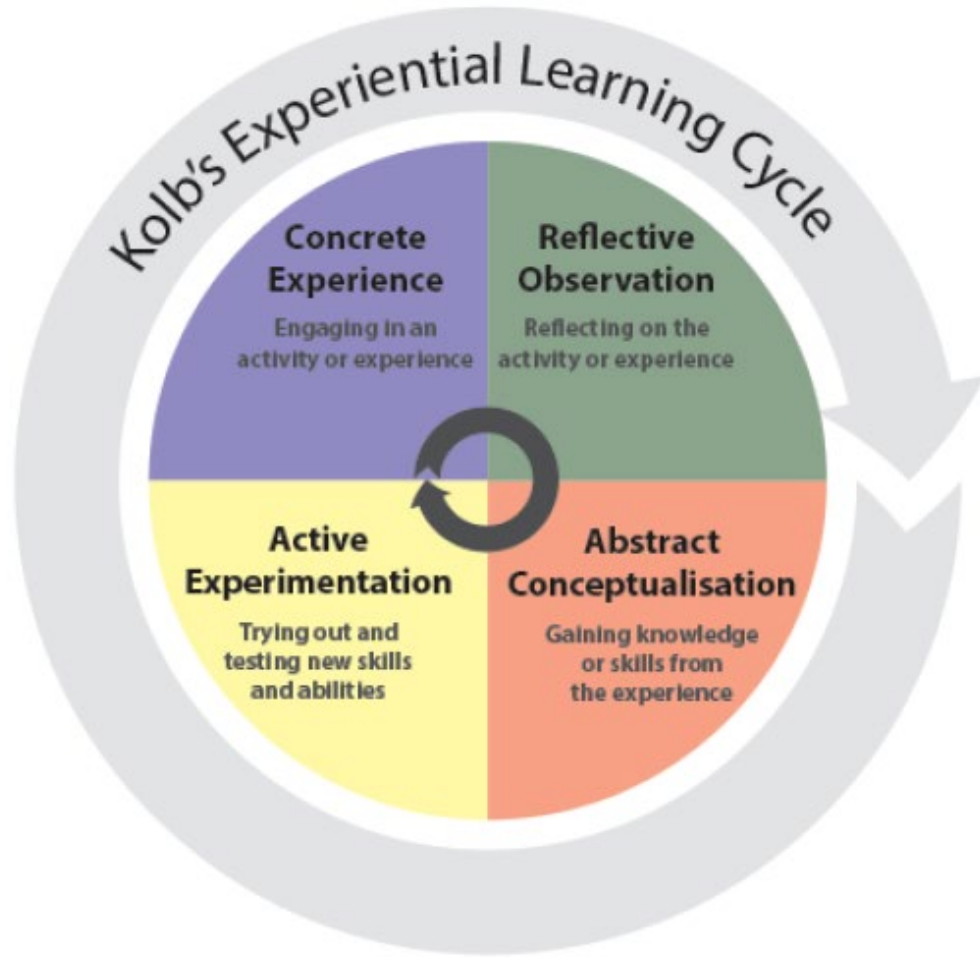 Kolb's Experiential Learning Cycle
Concrete
Experience
Engaging in an
activity or experience
Reflective
Observation
Reflecting on the
activity or experience
Active
Experimentation
Trying out and
testing new skills
and abilities
Abstract
Conceptualisation
Gaining knowledge
or skills from
the experience